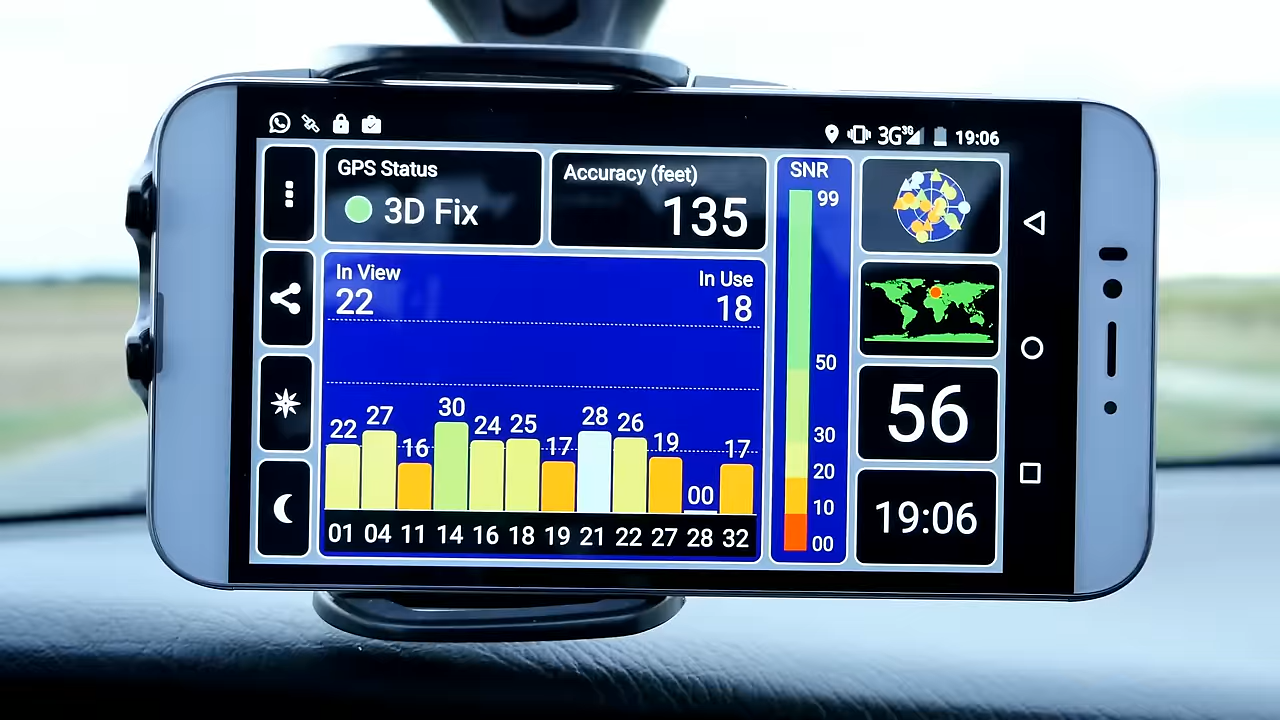 3G 3G 19:06
GPS Status
3D Fix
Accuracy (feet)
135
SNR
99
50
30
20
10
00
In View
22
In Use
18
22 27 16 30 24 25 17 28 26 19 00 17
01 04 11 14 16 18 19 21 22 27 28 32
56
19:06